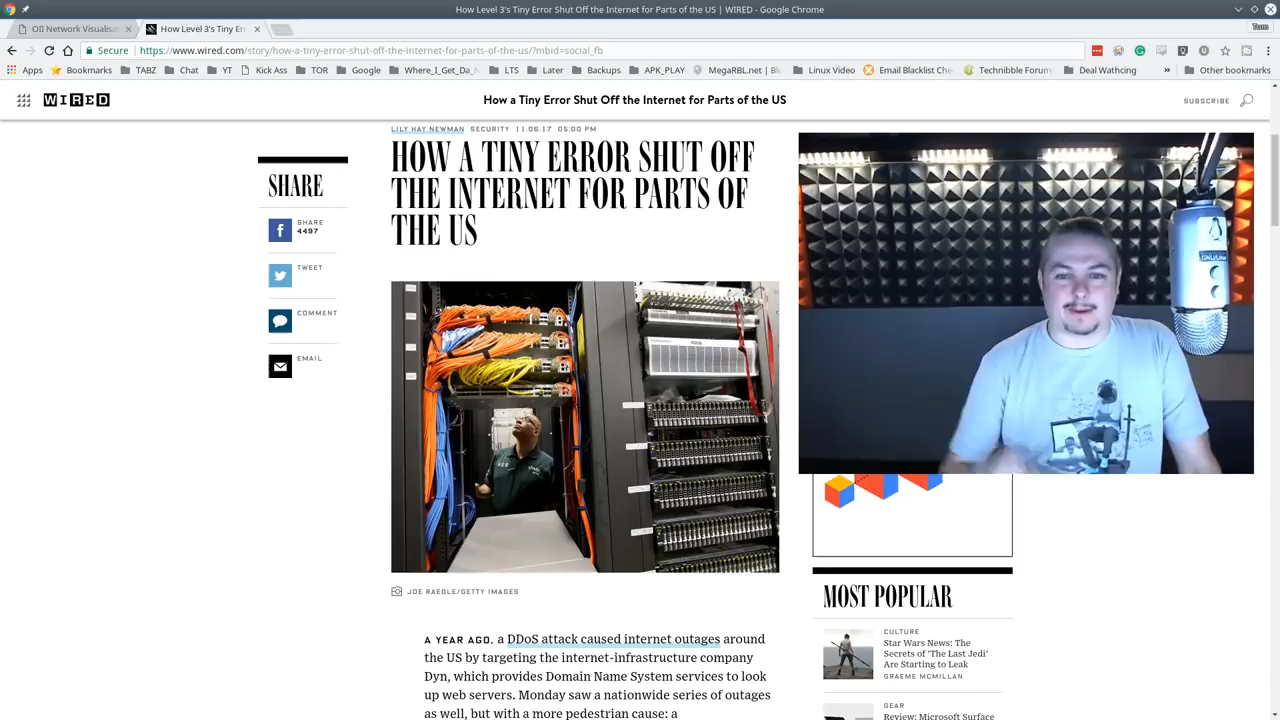 How Level 3's Tiny Error Shut Off the Internet for Parts of the US | WIRED - Google Chrome
OII Network Visualisa
How Level 3's Tiny Er
Tom
Secure
https://www.wired.com/story/how-a-tiny-error-shut-off-the-internet-for-parts-of-the-us/?mbid=social_fb
Apps
Bookmarks
TABZ
Chat
YT
Kick Ass
TOR
Google
Where_I_Get_Da_
LTS
Later
Backups
APK_PLAY
MegaRBL.net | Blo
Linux Video
Email Blacklist Chec
Technibble Forum
Deal Wathcing
»
Other bookmarks
WIRED
How a Tiny Error Shut Off the Internet for Parts of the US
SUBSCRIBE
LILY HAY NEWMAN SECURITY 11.06.17 05:00 PM
HOW A TINY ERROR SHUT OFF
THE INTERNET FOR PARTS OF
THE US
SHARE
SHARE
4497
TWEET
COMMENT
EMAIL
JOE RAEDLE/GETTY IMAGES
A YEAR AGO, a DDoS attack caused internet outages around
the US by targeting the internet-infrastructure company
Dyn, which provides Domain Name System services to look
up web servers. Monday saw a nationwide series of outages
as well, but with a more pedestrian cause: a
MOST POPULAR
CULTURE
Star Wars News: The
Secrets of 'The Last Jedi'
Are Starting to Leak
GRAEME MCMILLAN
GEAR
Review: Microsoft Surface